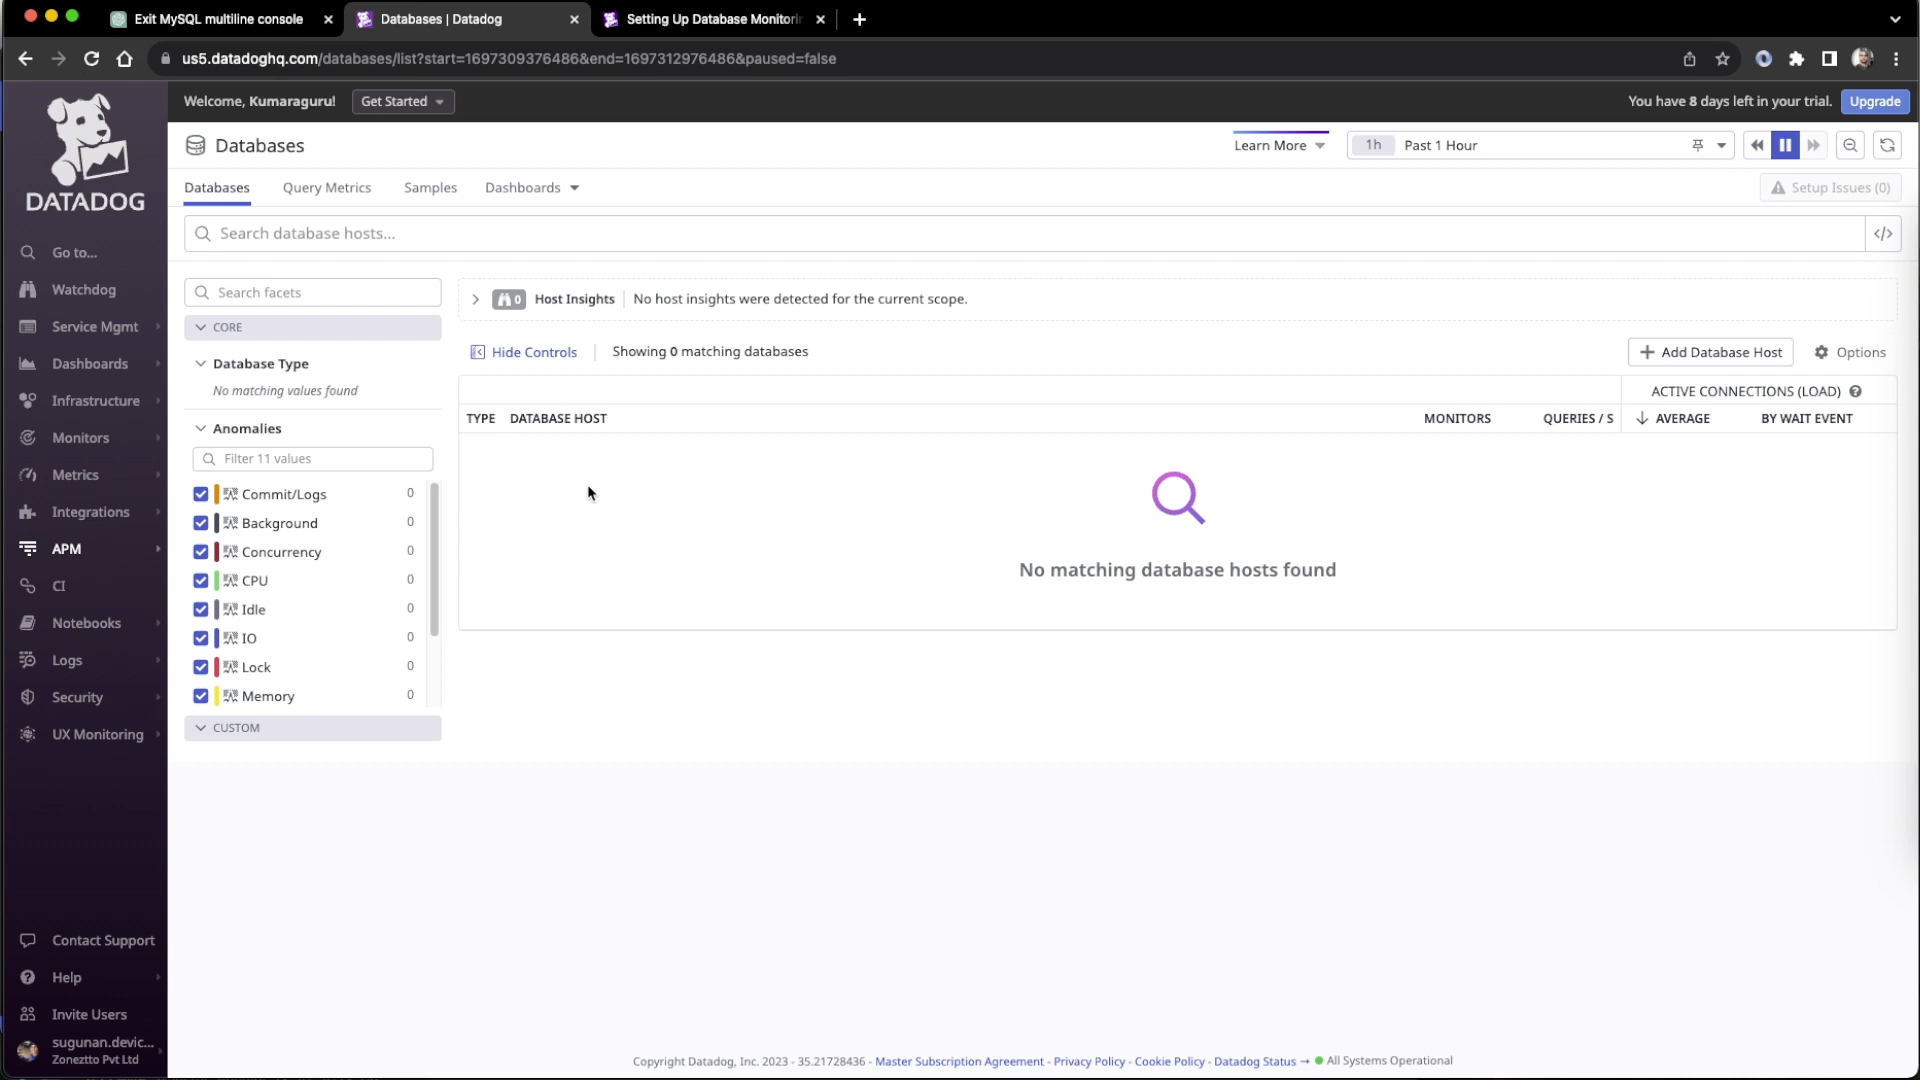 Exit MySQL multiline console
Databases | Datadog
Setting Up Database Monitorin
us5.datadoghq.com/databases/list?start=1697309376486&end=1697312976486&paused=false
DATADOG
Go to...
Watchdog
Service Mgmt
Dashboards
Infrastructure
Monitors
Metrics
Integrations
APM
CI
Notebooks
Logs
Security
UX Monitoring
Contact Support
Help
Invite Users
sugunan.devic...
Zoneztto Pvt Ltd
Welcome, Kumaraguru!
Get Started
You have 8 days left in your trial.
Upgrade
Databases
Learn More
1h Past 1 Hour
Databases
Query Metrics
Samples
Dashboards
Setup Issues (0)
Search database hosts...
</>
Search facets
CORE
Database Type
No matching values found
Anomalies
Filter 11 values
Commit/Logs 0
Background 0
Concurrency 0
CPU 0
Idle 0
IO 0
Lock 0
Memory 0
CUSTOM
0 Host Insights No host insights were detected for the current scope.
Hide Controls
Showing 0 matching databases
+ Add Database Host
Options
ACTIVE CONNECTIONS (LOAD)
TYPE DATABASE HOST MONITORS QUERIES / S AVERAGE BY WAIT EVENT
No matching database hosts found
Copyright Datadog, Inc. 2023 - 35.21728436 - Master Subscription Agreement - Privacy Policy - Cookie Policy - Datadog Status → All Systems Operational